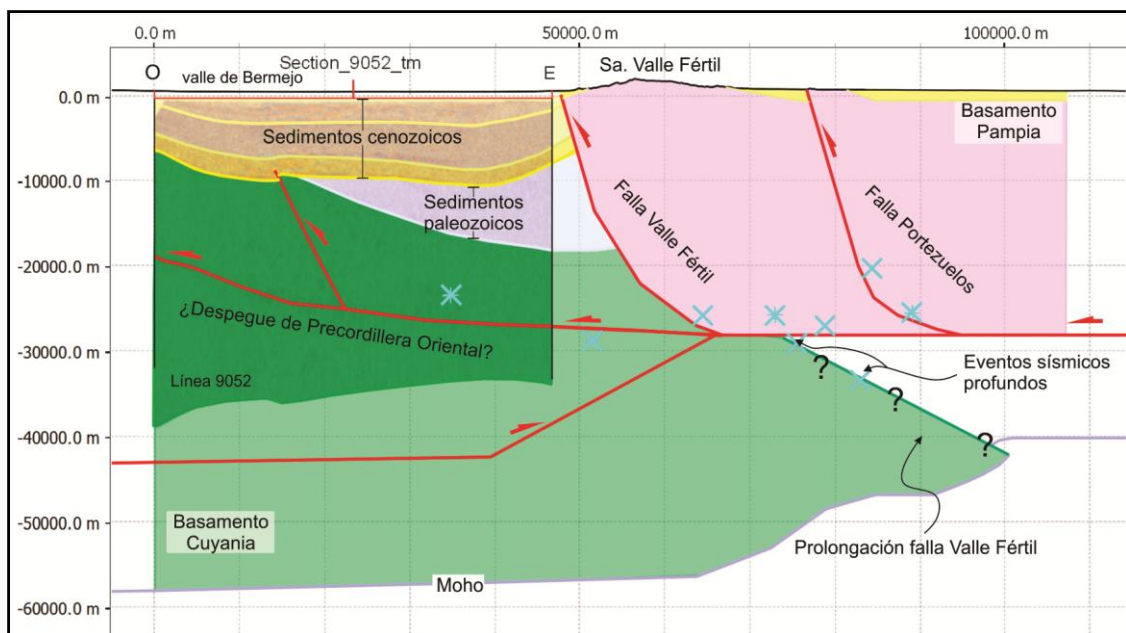 0.0 m
50000.0 m
100000.0 m
Section_9052_tm
O
valle de Bermejo
E
Sa. Valle Fértil
0.0 m
-10000.0 m
-20000.0 m
-30000.0 m
-40000.0 m
-50000.0 m
-60000.0 m
Sedimentos cenozoicos
Sedimentos
paleozoicos
Basamento
Pampia
Falla Valle Fértil
Falla Portezuelos
¿Despegue de Precordillera Oriental?
Línea 9052
Eventos sísmicos
profundos
?
?
?
Basamento
Cuyania
Prolongación falla Valle Fértil
Moho